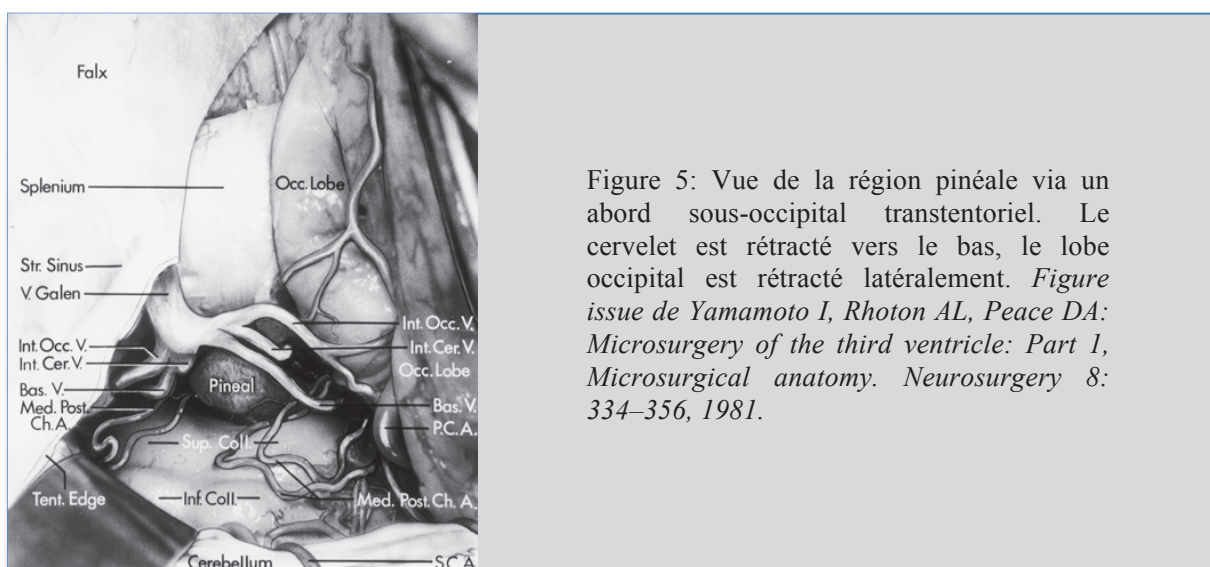 Falx
Splenium
Occ. Lobe
Str. Sinus
V. Galen
Int. Occ. V.
Int. Cer. V.
Int. Occ. V.
Int. Cer. V.
Occ. Lobe
Bas. V.
Pineal
Med. Post.
Ch. A.
Bas. V.
P.C.A.
Sup. Coll.
Tent. Edge
Inf. Coll.
Med. Post. Ch. A.
Cerebellum
S.C.A.
Figure 5: Vue de la région pinéale via un
abord sous-occipital transtentoriel. Le
cervelet est rétracté vers le bas, le lobe
occipital est rétracté latéralement. Figure
issue de Yamamoto I, Rhoton AL, Peace DA:
Microsurgery of the third ventricle: Part 1,
Microsurgical anatomy. Neurosurgery 8:
334–356, 1981.